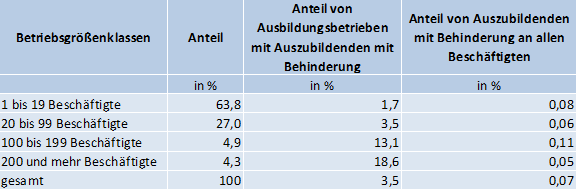 Betriebsgrößenklassen Anteil Anteil von Ausbildungsbetrieben mit Auszubildenden mit Behinderung Anteil von Auszubildenden mit Behinderung an allen Beschäftigten
in % in % in %
1 bis 19 Beschäftigte 63,8 1,7 0,08
20 bis 99 Beschäftigte 27,0 3,5 0,06
100 bis 199 Beschäftigte 4,9 13,1 0,11
200 und mehr Beschäftigte 4,3 18,6 0,05
gesamt 100 3,5 0,07